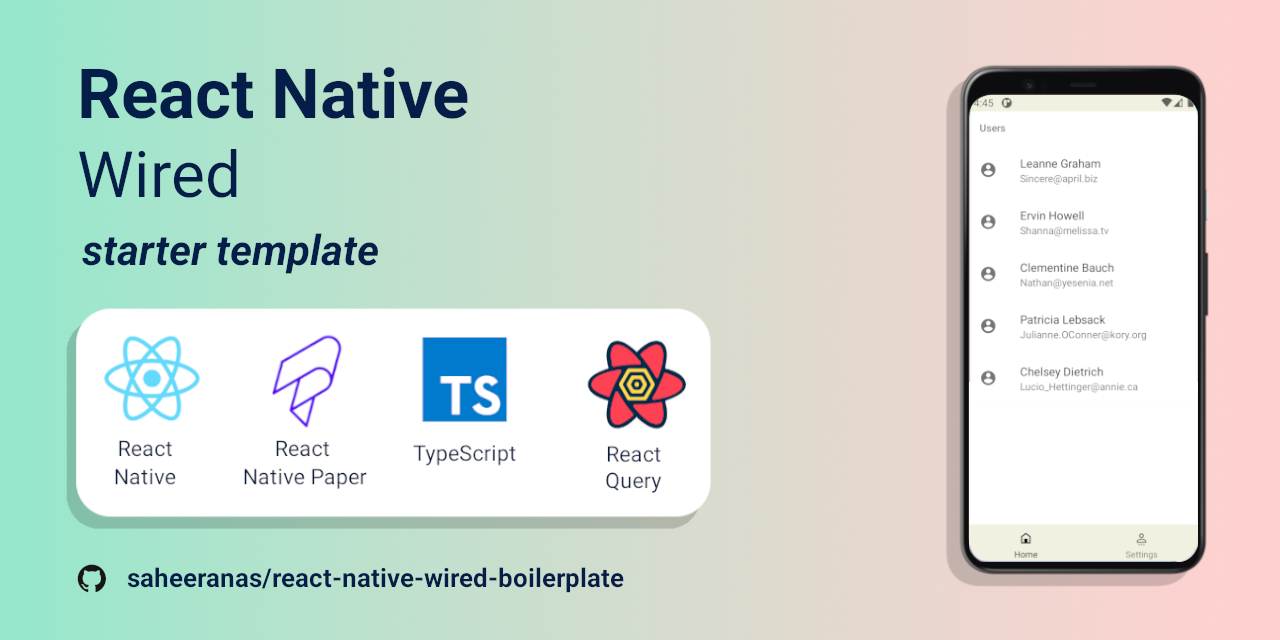 React Native
Wired
starter template
React
Native
React
Native Paper
TS
TypeScript
React
Query
saheeranas/react-native-wired-boilerplate
4:45
Users
Leanne Graham
Sincere@april.biz
Ervin Howell
Shanna@melissa.tv
Clementine Bauch
Nathan@yesenia.net
Patricia Lebsack
Julianne.OConner@kory.org
Chelsey Dietrich
Lucio_Hettinger@annie.ca
Home
Settings